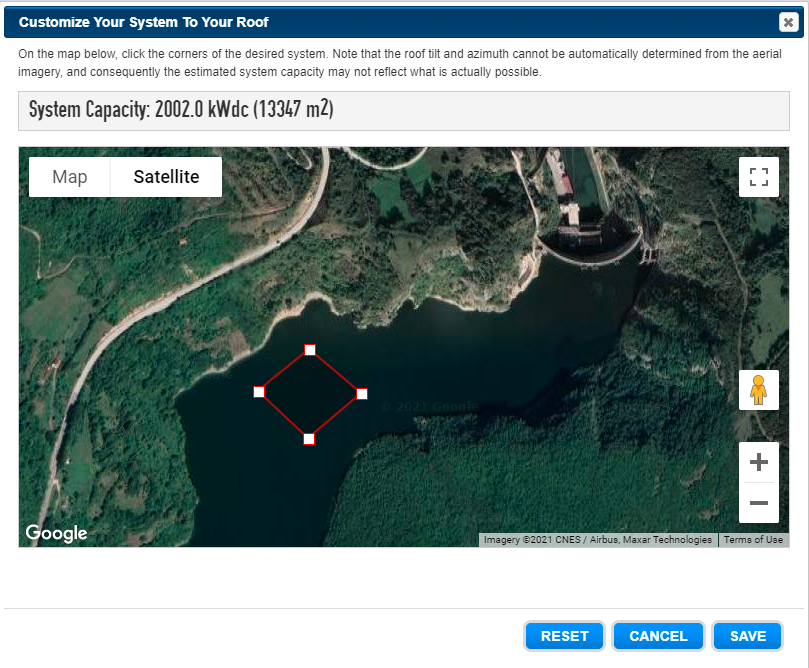 Customize Your System To Your Roof
On the map below, click the corners of the desired system. Note that the roof tilt and azimuth cannot be automatically determined from the aerial
imagery, and consequently the estimated system capacity may not reflect what is actually possible.
System Capacity: 2002.0 kWdc (13347 m2)
Map Satellite
© 2021 Google
Google
Imagery ©2021 CNES / Airbus, Maxar Technologies Terms of Use
RESET CANCEL SAVE